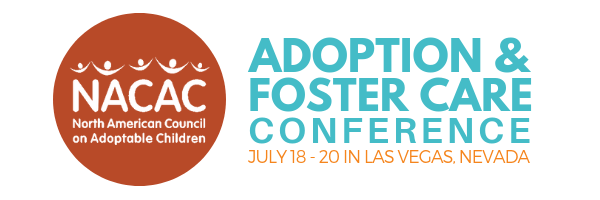 NACAC
North American Council
on Adoptable Children
ADOPTION &
FOSTER CARE
CONFERENCE
JULY 18 - 20 IN LAS VEGAS, NEVADA